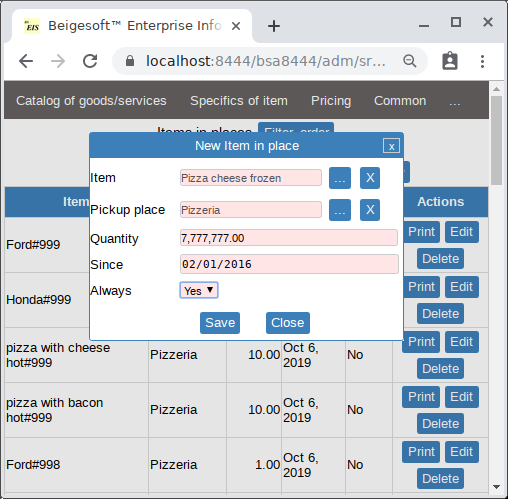 EIS
Beigesoft™ Enterprise Info
localhost:8444/bsa8444/adm/sr...
Catalog of goods/services Specifics of item Pricing Common ...
Items in places Filter, order
New Item in place x
Item Pizza cheese frozen ... X
Pickup place Pizzeria ... X
Quantity 7,777,777.00
Since 02/01/2016
Always Yes
Save Close
Item Actions
Ford#999 Print Edit
Delete
Honda#999 Print Edit
Delete
pizza with cheese hot#999 Pizzeria 10.00 Oct 6, 2019 No Print Edit
Delete
pizza with bacon hot#999 Pizzeria 10.00 Oct 6, 2019 No Print Edit
Delete
Ford#998 Pizzeria 1.00 Oct 6, 2019 No Print Edit
Delete